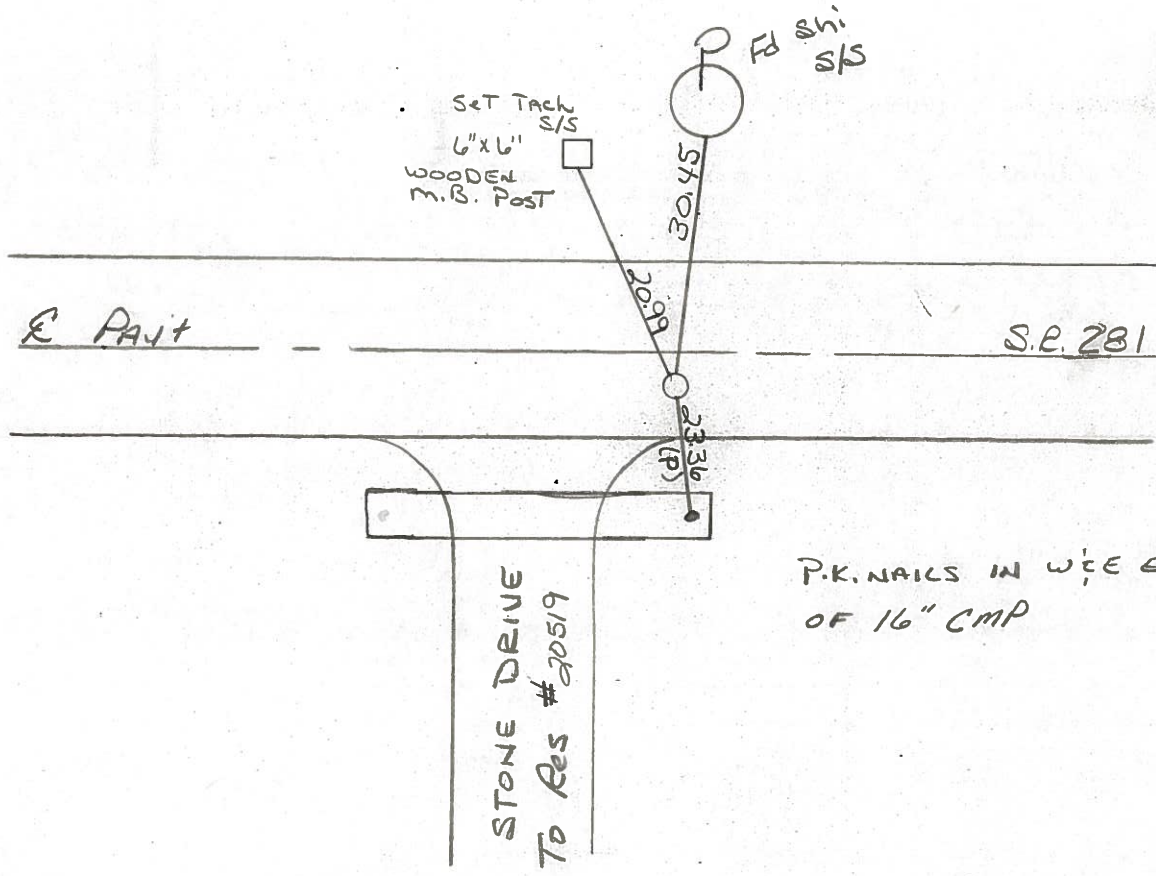 Fd Shi
S/S
SET TACK
S/S
6"x6"
WOODEN
M.B. POST
30.45
20.99
℄ PAVT
S.R. 281
23.36
(P)
P.K. NAILS IN W & E E
OF 16" CMP
STONE DRIVE
TO Res # 20519